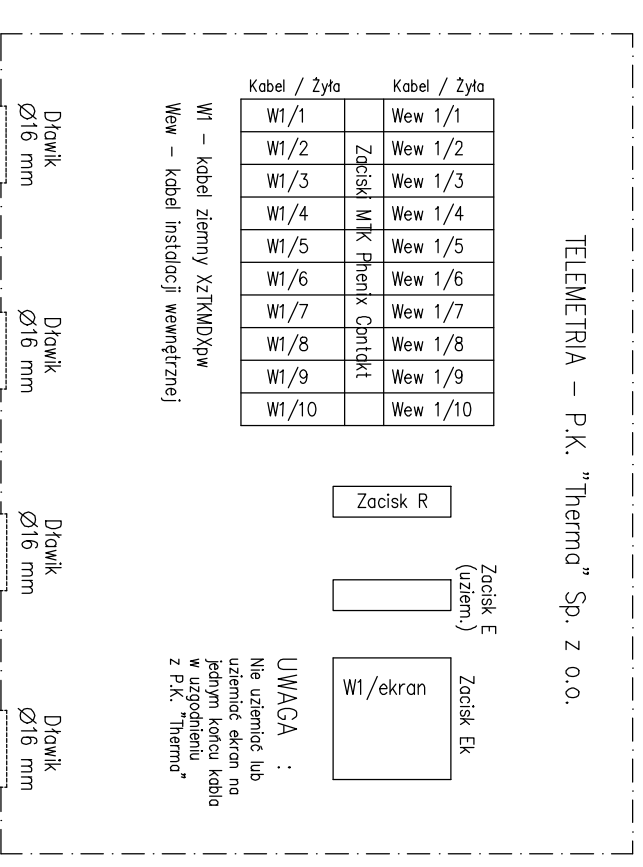 TELEMETRIA – P.K. "Therma" Sp. z o.o.
Kabel / Żyła Kabel / Żyła
W1/1 Wew 1/1
W1/2 Wew 1/2
W1/3 Wew 1/3
W1/4 Wew 1/4
W1/5 Wew 1/5
W1/6 Wew 1/6
W1/7 Wew 1/7
W1/8 Wew 1/8
W1/9 Wew 1/9
W1/10 Wew 1/10
Zaciski MTK Phenix Contakt
Zacisk R
Zacisk E
(uziem.)
Zacisk Ek
W1/ekran
W1 – kabel ziemny XzTKMDXpw
Wew – kabel instalacji wewnętrznej
UWAGA :
Nie uziemiać lub
uziemiać ekran na
jednym końcu kabla
w uzgodnieniu
z P.K. "Therma"
Dławik
Ø16 mm
Dławik
Ø16 mm
Dławik
Ø16 mm
Dławik
Ø16 mm